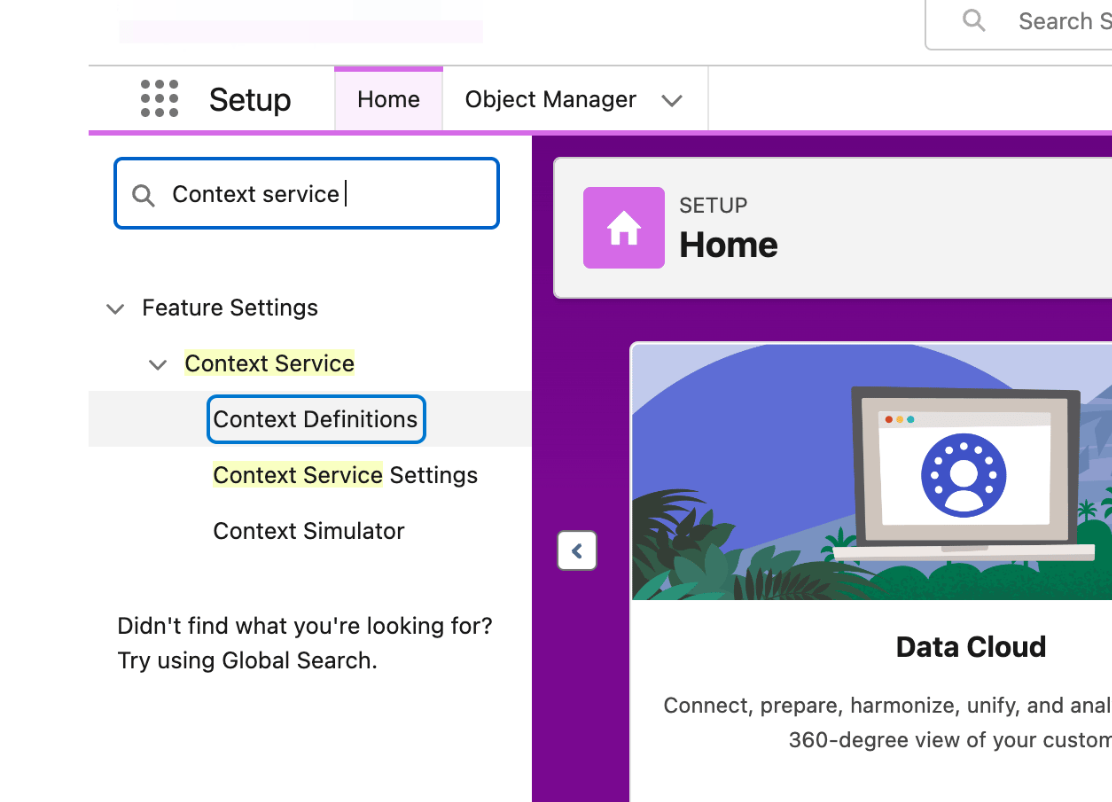 Search
Setup
Home
Object Manager
Context service
SETUP
Home
Feature Settings
Context Service
Context Definitions
Context Service Settings
Context Simulator
Didn't find what you're looking for?
Try using Global Search.
Data Cloud
Connect, prepare, harmonize, unify, and
360-degree view of your